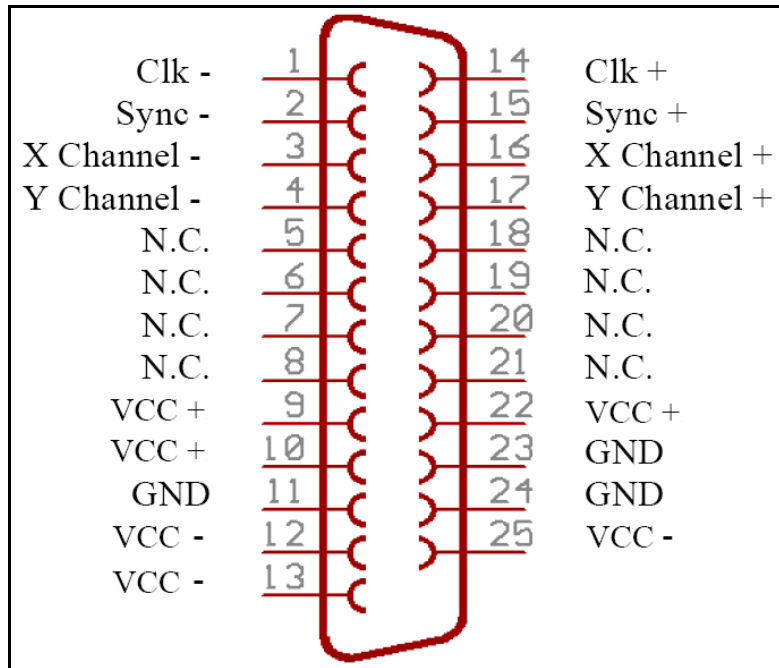 Clk - 1 14 Clk +
Sync - 2 15 Sync +
X Channel - 3 16 X Channel +
Y Channel - 4 17 Y Channel +
N.C. 5 18 N.C.
N.C. 6 19 N.C.
N.C. 7 20 N.C.
N.C. 8 21 N.C.
VCC + 9 22 VCC +
VCC + 10 23 GND
GND 11 24 GND
VCC - 12 25 VCC -
VCC - 13